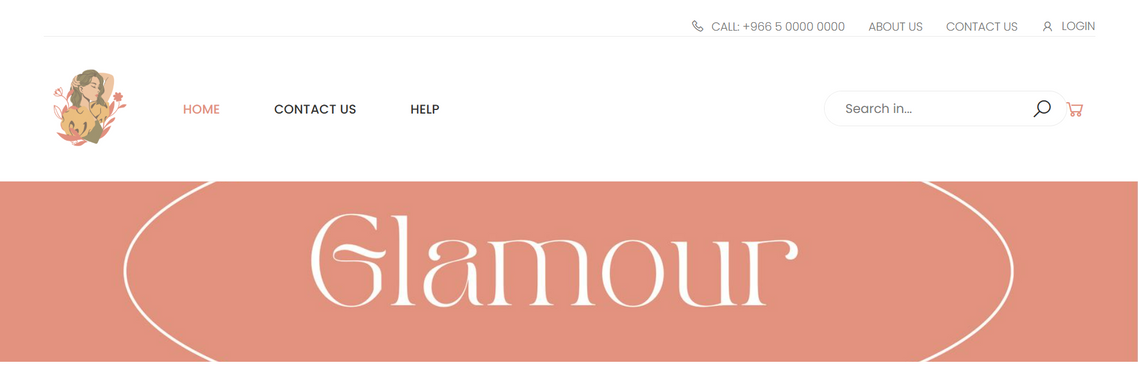 CALL: +966 5 0000 0000 ABOUT US CONTACT US LOGIN
HOME CONTACT US HELP Search in...
Glamour